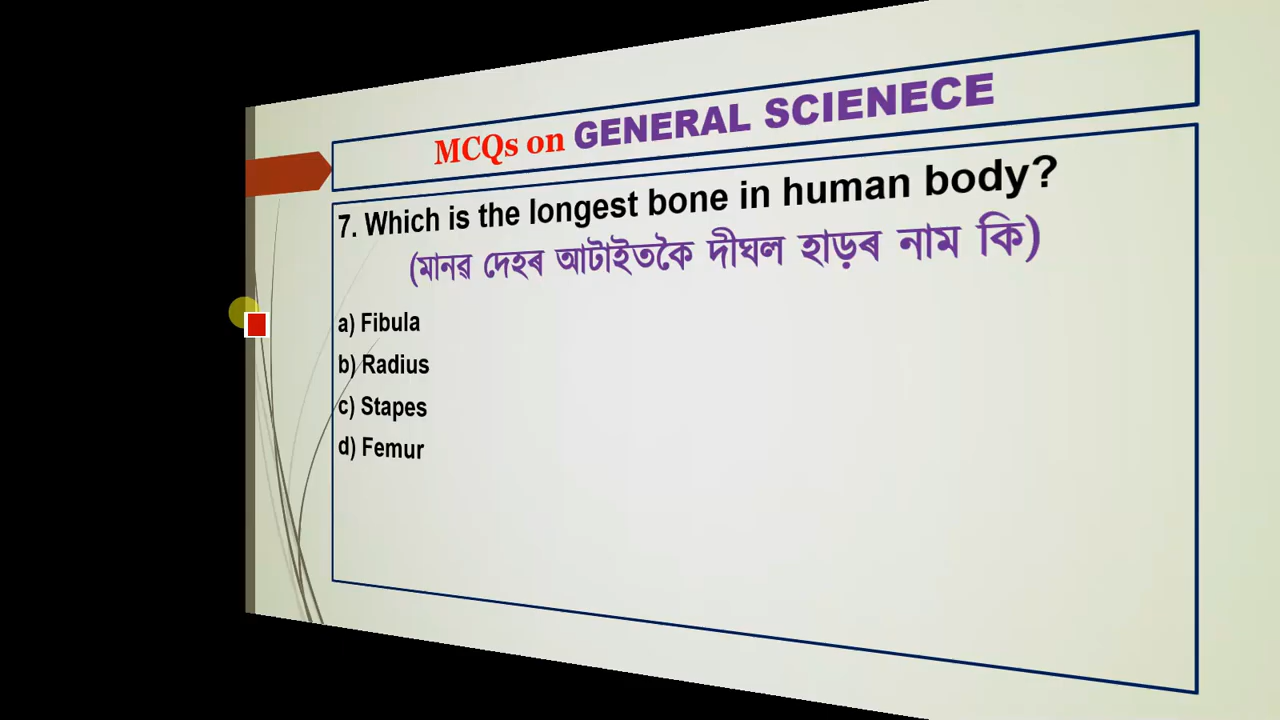 MCQs on GENERAL SCIENECE
7. Which is the longest bone in human body?
(মানৱ দেহৰ আটাইতকৈ দীঘল হাড়ৰ নাম কি)
a) Fibula
b) Radius
c) Stapes
d) Femur